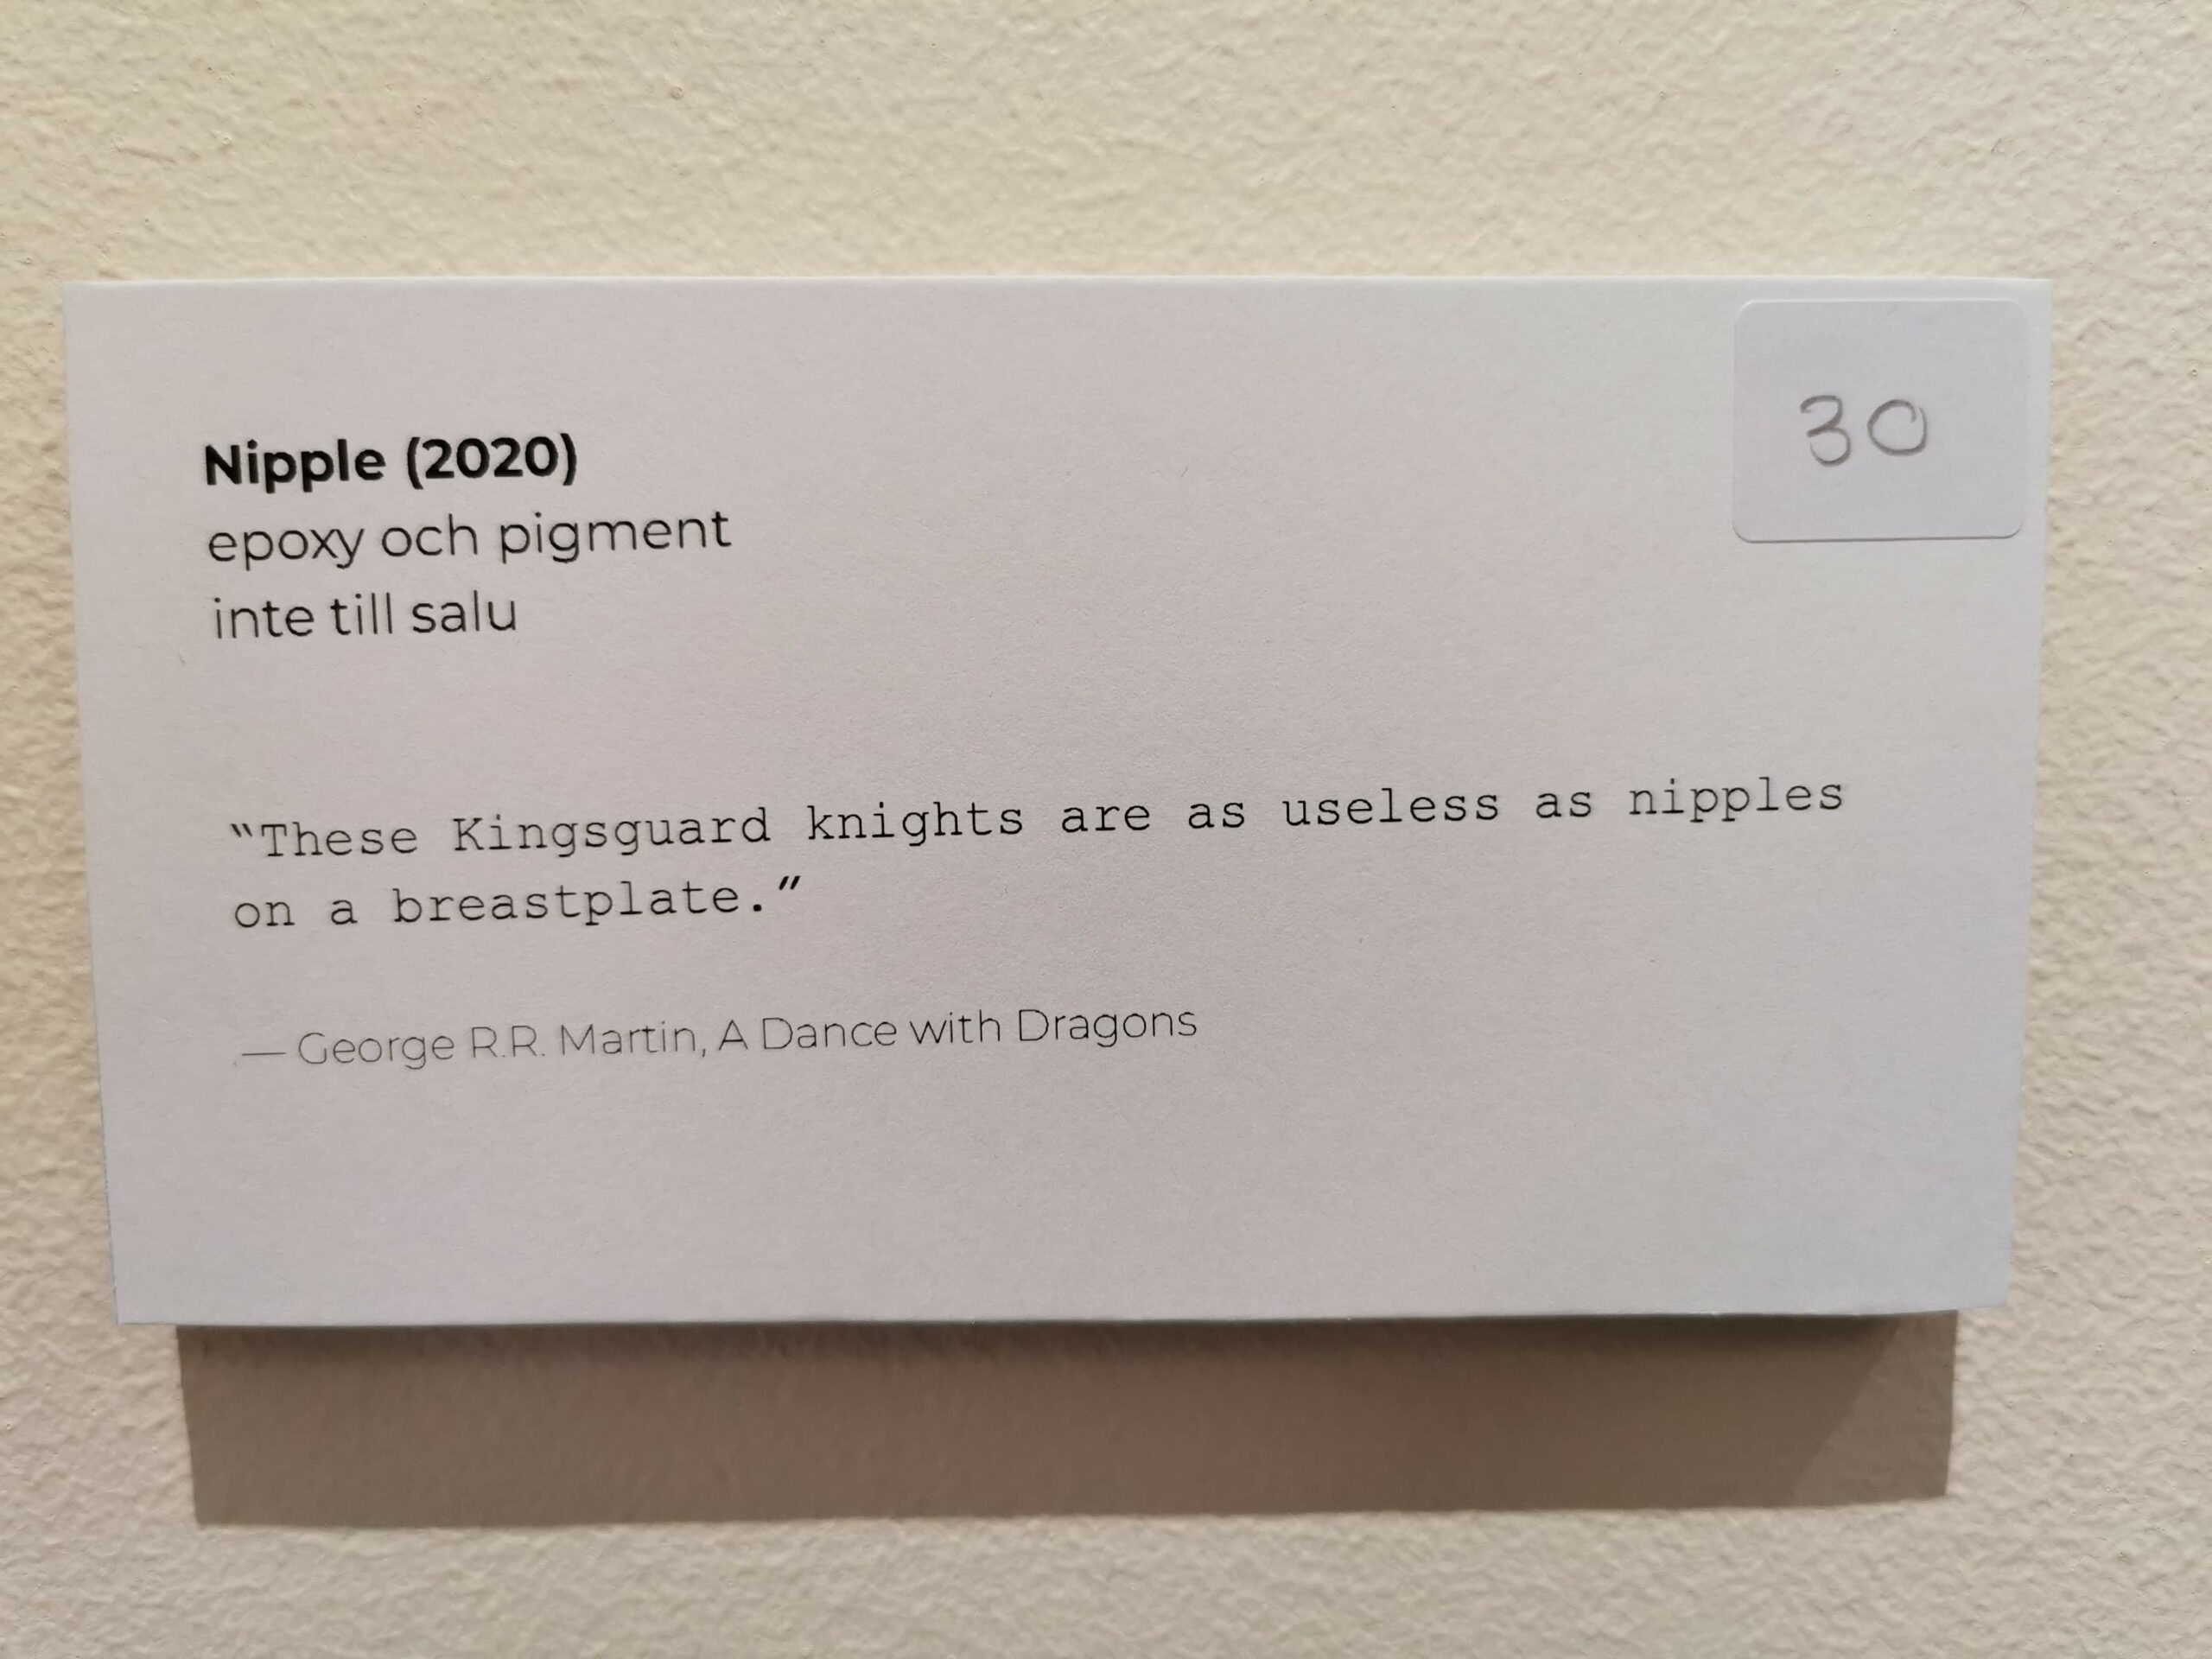 30
Nipple (2020)
epoxy och pigment
inte till salu
“These Kingsguard knights are as useless as nipples
on a breastplate.”
— George R.R. Martin, A Dance with Dragons